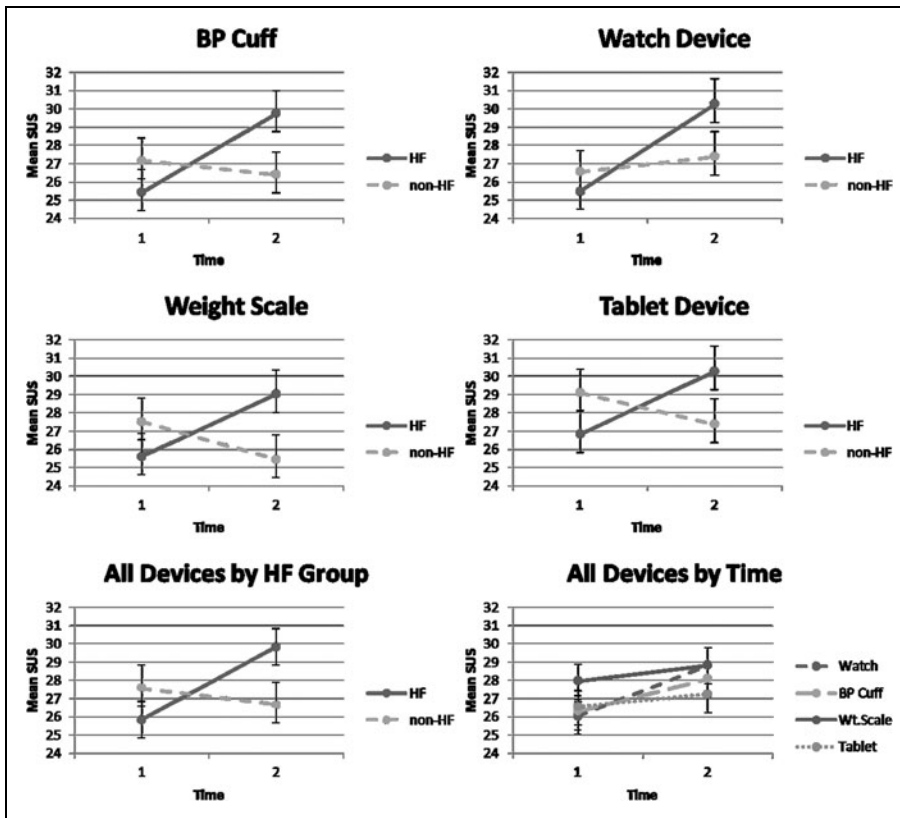 BP Cuff
32
31
30
29
28
27
26
25
24
Mean SUS
1
2
Time
HF
non-HF
Watch Device
32
31
30
29
28
27
26
25
24
Mean SUS
1
2
Time
HF
non-HF
Weight Scale
32
31
30
29
28
27
26
25
24
Mean SUS
1
2
Time
HF
non-HF
Tablet Device
32
31
30
29
28
27
26
25
24
Mean SUS
1
2
Time
HF
non-HF
All Devices by HF Group
32
31
30
29
28
27
26
25
24
Mean SUS
1
2
Time
HF
non-HF
All Devices by Time
32
31
30
29
28
27
26
25
24
23
Mean SUS
1
2
Time
Watch
BP Cuff
Wt.Scale
Tablet